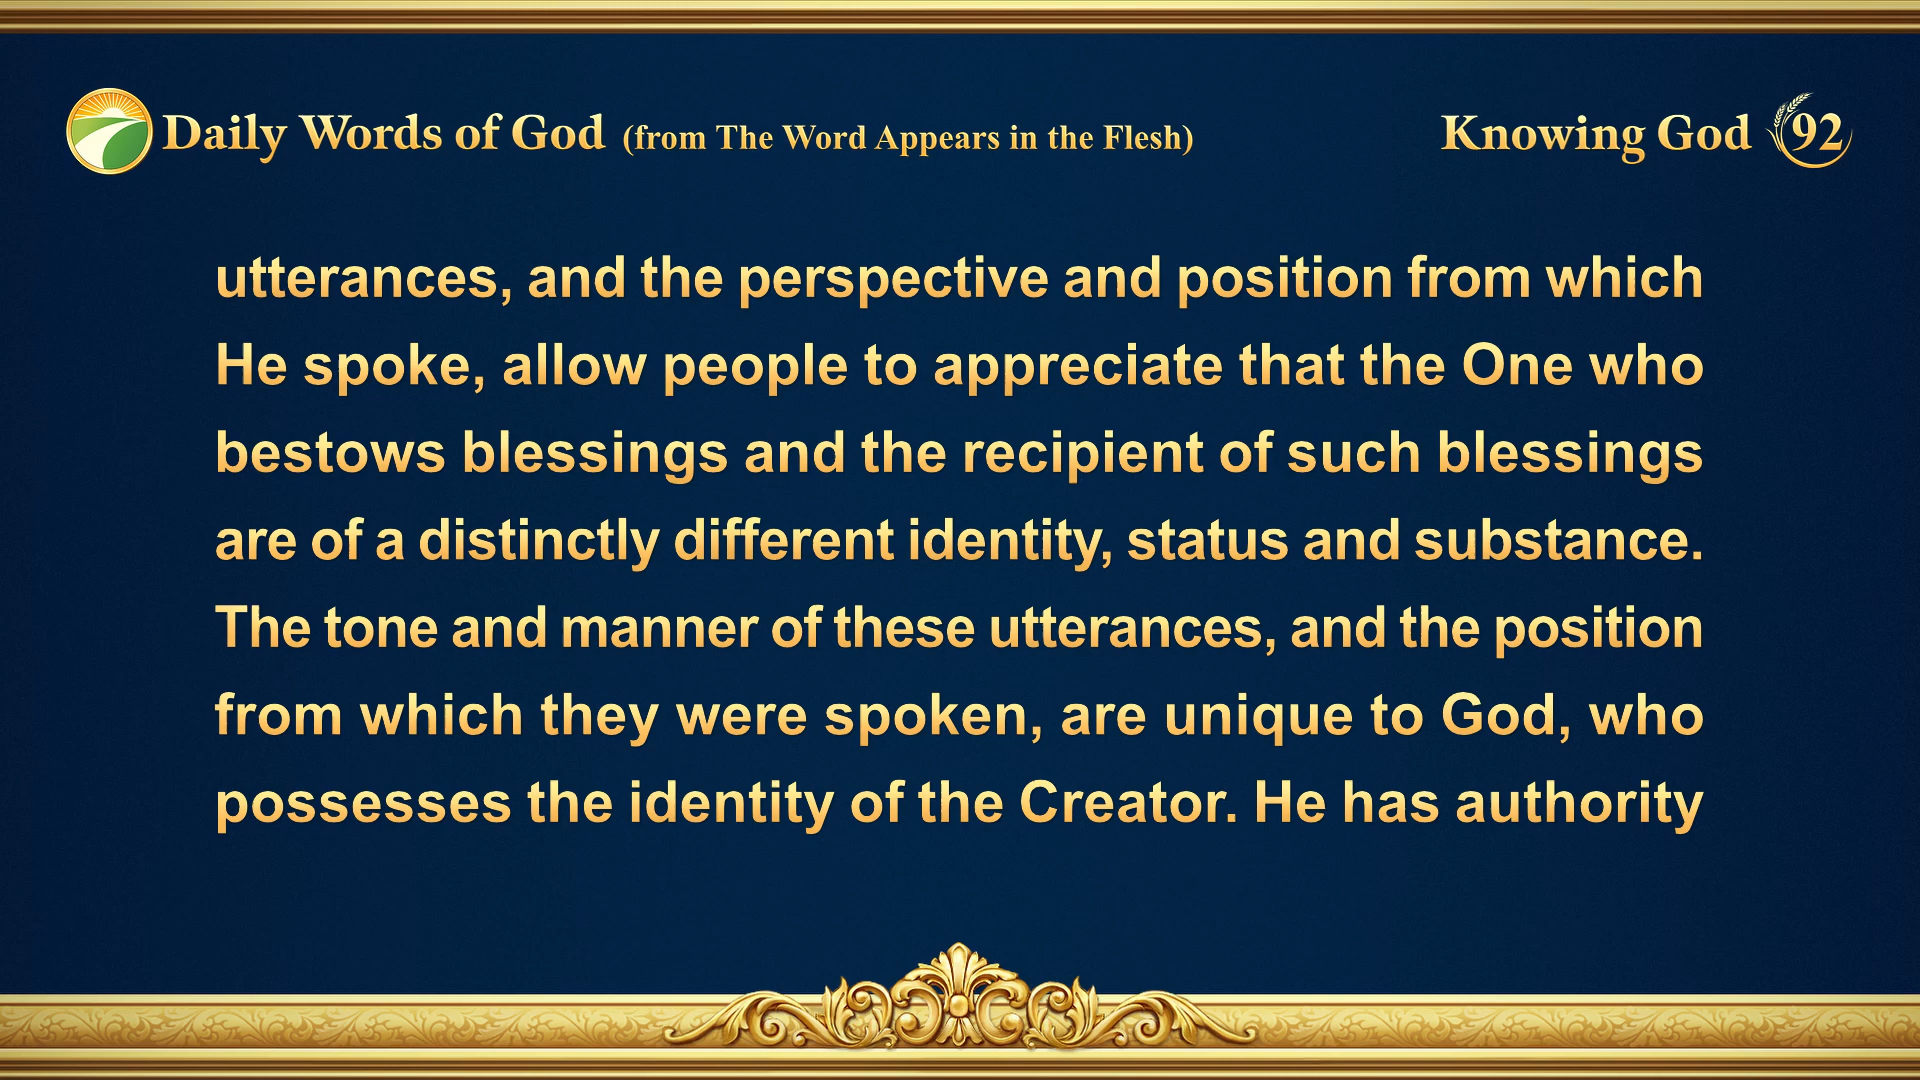 Daily Words of God (from The Word Appears in the Flesh)
Knowing God 92
utterances, and the perspective and position from which
He spoke, allow people to appreciate that the One who
bestows blessings and the recipient of such blessings
are of a distinctly different identity, status and substance.
The tone and manner of these utterances, and the position
from which they were spoken, are unique to God, who
possesses the identity of the Creator. He has authority